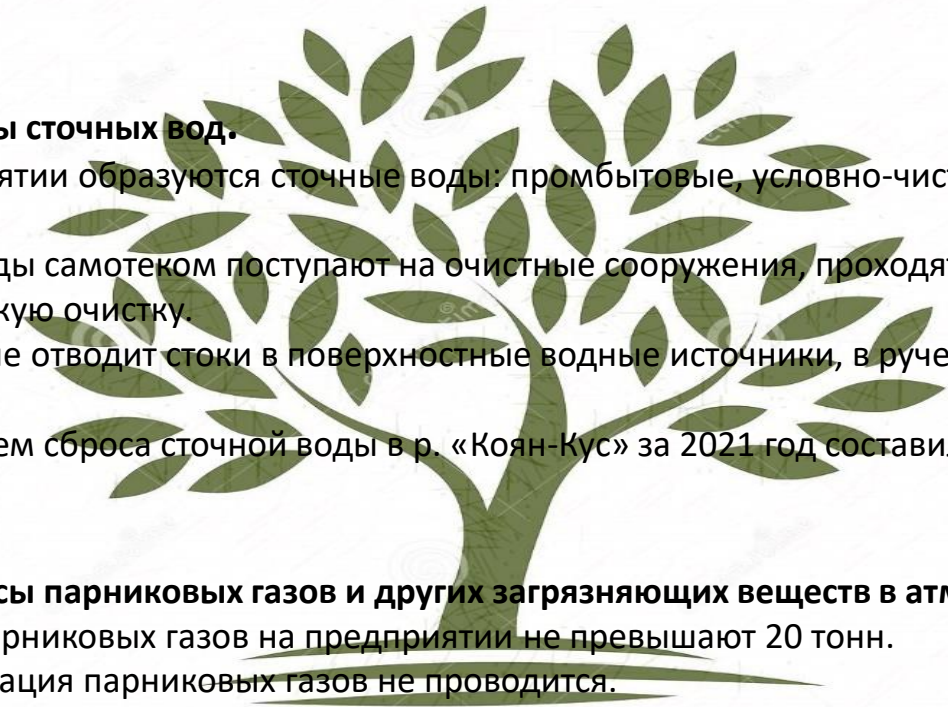 ы сточных вод.
ятии образуются сточные воды: промбытовые, условно-чист
ды самотеком поступают на очистные сооружения, проходят
кую очистку.
е отводит стоки в поверхностные водные источники, в руче
ем сброса сточной воды в р. «Коян-Кус» за 2021 год состави
сы парниковых газов и других загрязняющих веществ в атм
рниковых газов на предприятии не превышают 20 тонн.
ация парниковых газов не проводится.